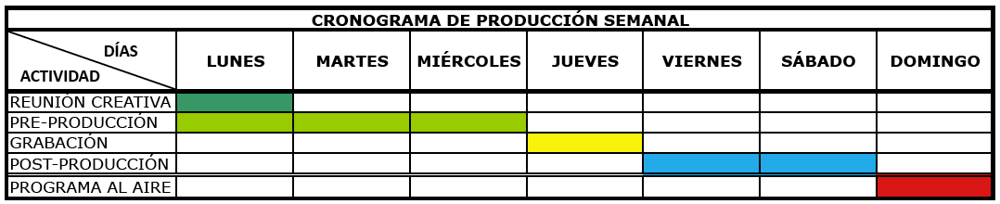 CRONOGRAMA DE PRODUCCIÓN SEMANAL
DÍAS
ACTIVIDAD
LUNES MARTES MIÉRCOLES JUEVES VIERNES SÁBADO DOMINGO
REUNIÓN CREATIVA
PRE-PRODUCCIÓN
GRABACIÓN
POST-PRODUCCIÓN
PROGRAMA AL AIRE